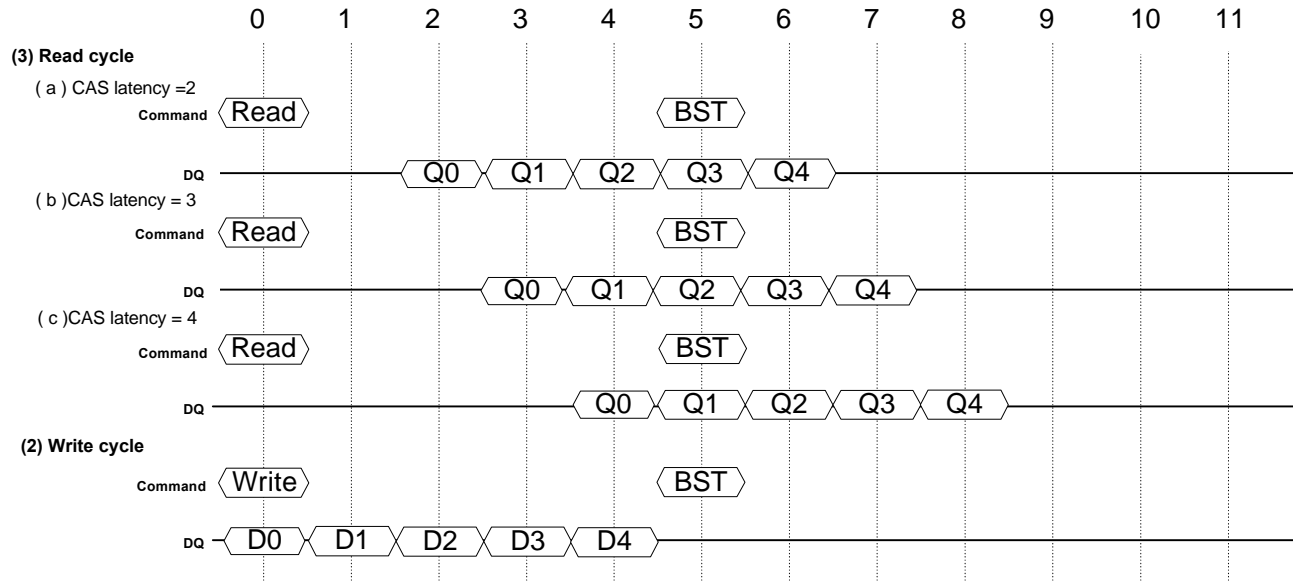 0 1 2 3 4 5 6 7 8 9 10 11
(3) Read cycle
( a ) CAS latency =2
Command Read BST
DQ Q0 Q1 Q2 Q3 Q4
( b )CAS latency = 3
Command Read BST
DQ Q0 Q1 Q2 Q3 Q4
( c )CAS latency = 4
Command Read BST
DQ Q0 Q1 Q2 Q3 Q4
(2) Write cycle
Command Write BST
DQ D0 D1 D2 D3 D4